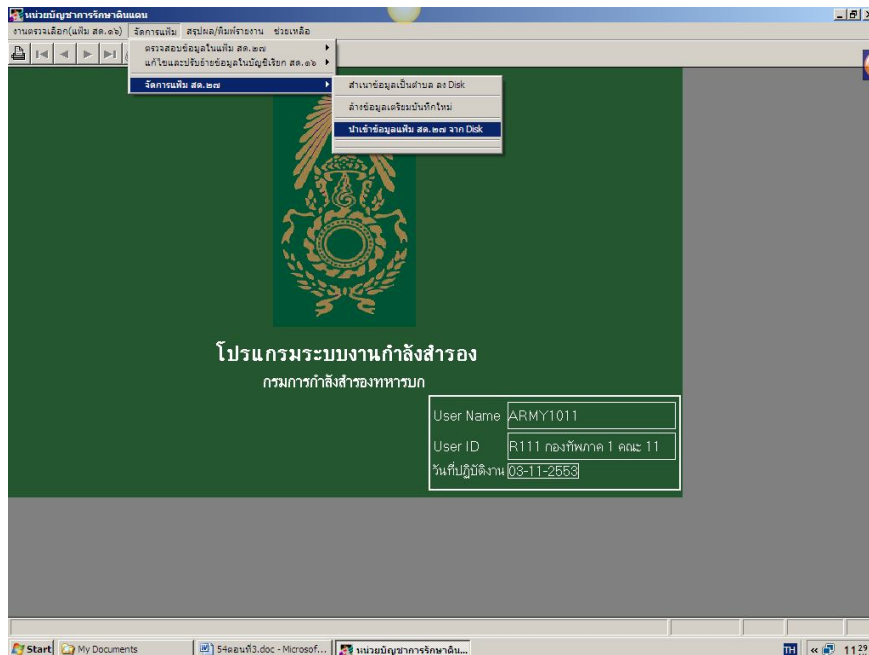 หน่วยบัญชาการรักษาดินแดน
งานตรวจเลือก(แฟ้ม สด.๑๖) จัดการแฟ้ม สรุปผล/พิมพ์รายงาน ช่วยเหลือ
ตรวจสอบข้อมูลในแฟ้ม สด.๒๗
แก้ไขและปรับย้ายข้อมูลในบัญชีเรียก สด.๑๖
จัดการแฟ้ม สด.๒๗
สำเนาข้อมูลเป็นตำบล ลง Disk
ล้างข้อมูลเตรียมบันทึกใหม่
นำเข้าข้อมูลแฟ้ม สด.๒๗ จาก Disk
โปรแกรมระบบงานกำลังสำรอง
กรมการกำลังสำรองทหารบก
User Name ARMY1011
User ID R111 กองทัพภาค 1 คณะ 11
วันที่ปฏิบัติงาน 03-11-2553
Start My Documents 54ตอนที่3.doc - Microsof... หน่วยบัญชาการรักษาดิน... TH « 11:29